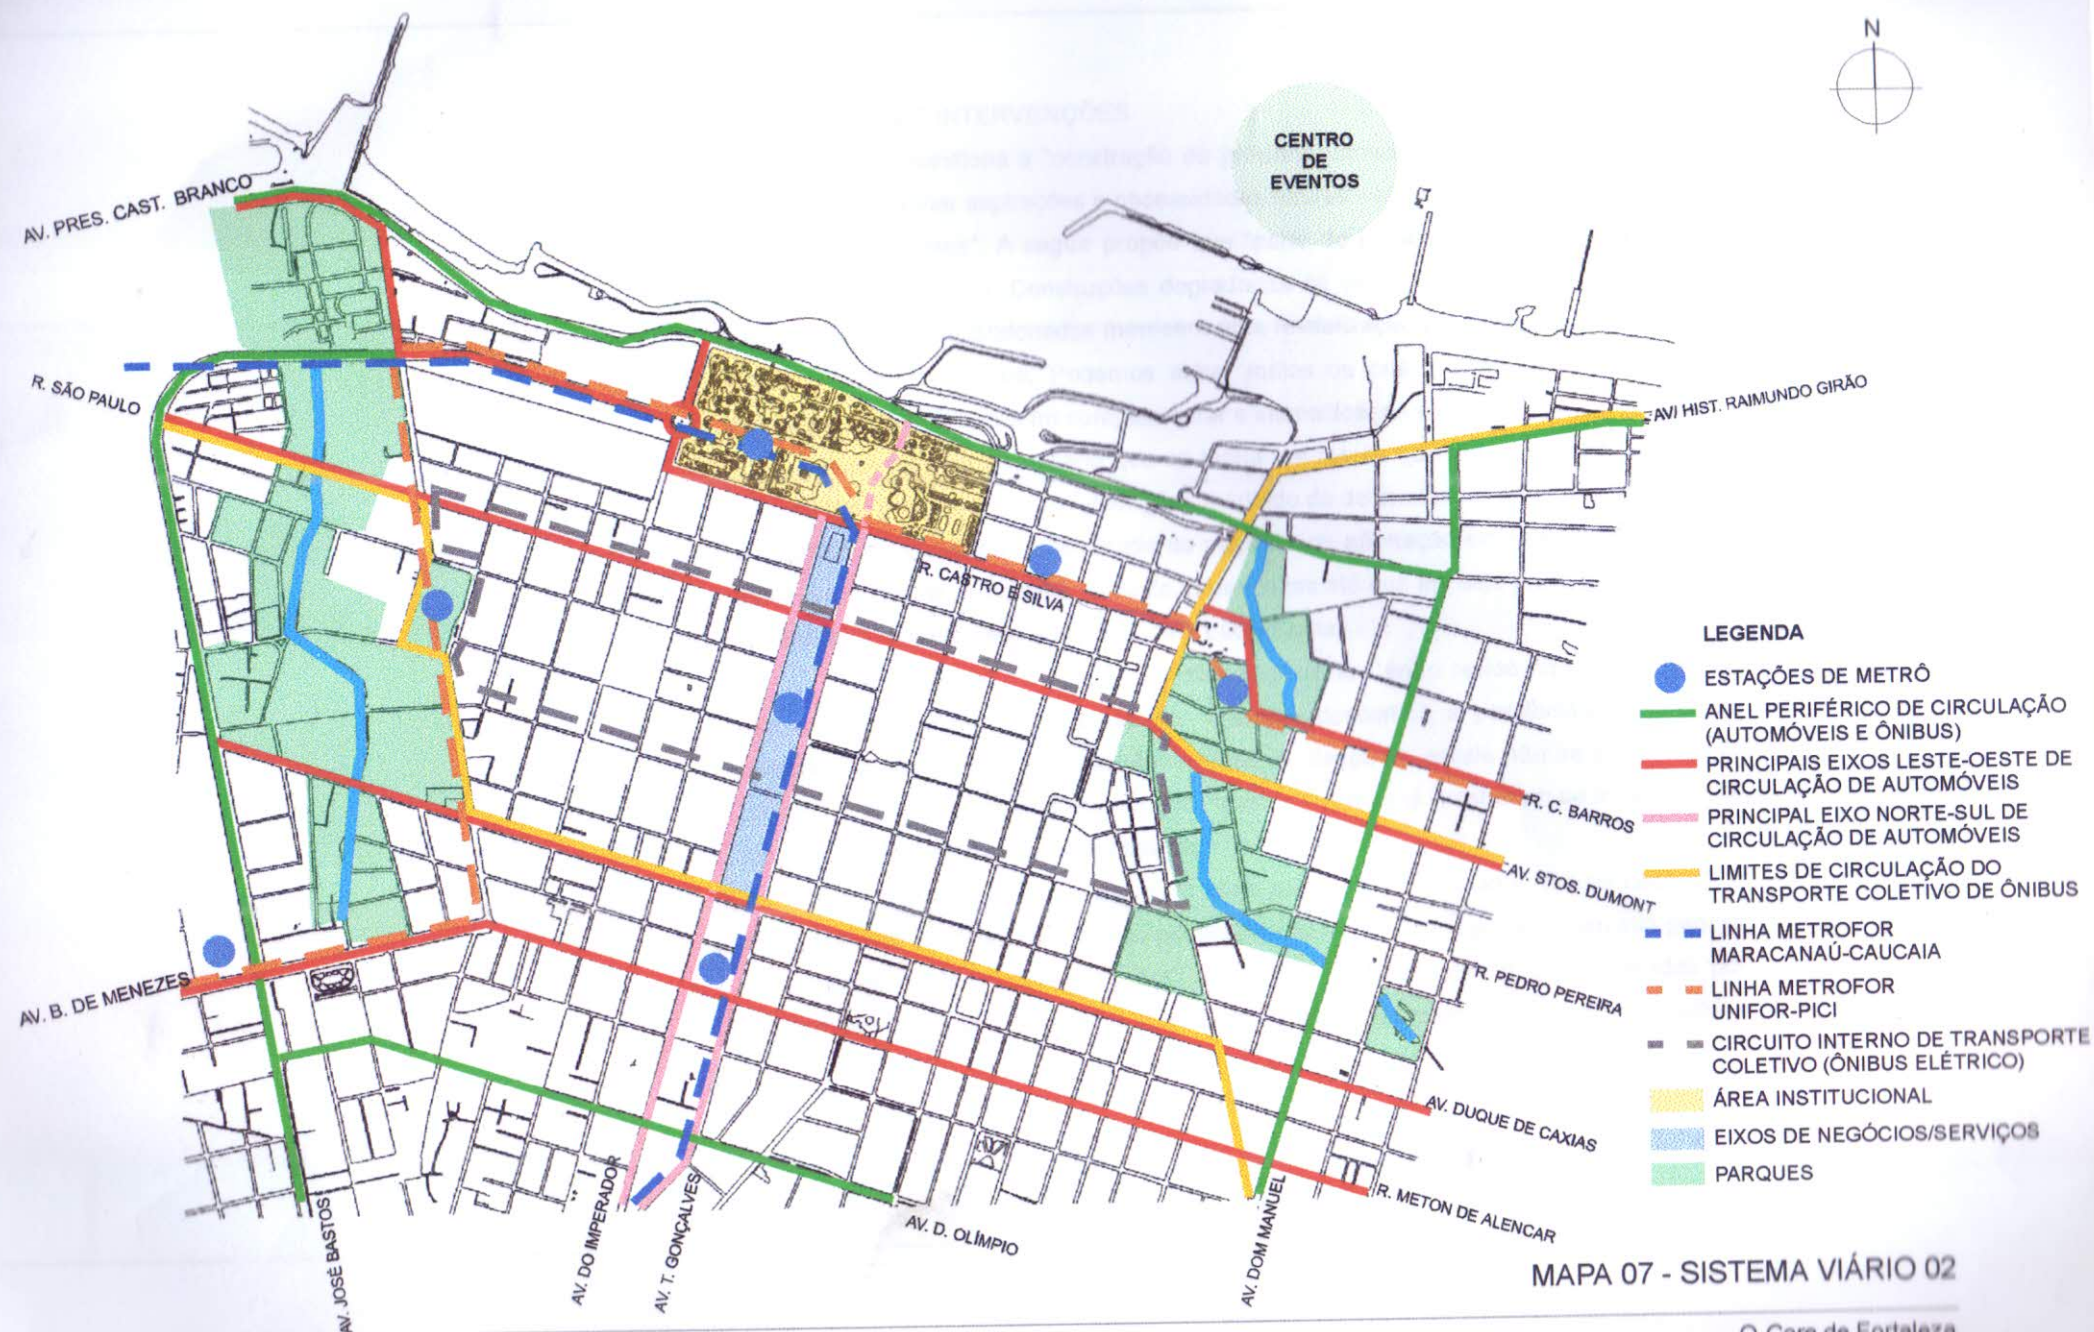 N
INTERVENÇÕES
CENTRO
DE
EVENTOS
AV. PRES. CAST. BRANCO
R. SÃO PAULO
AV/ HIST. RAIMUNDO GIRÃO
R. CASTRO E SILVA
LEGENDA
ESTAÇÕES DE METRÔ
ANEL PERIFÉRICO DE CIRCULAÇÃO
(AUTOMÓVEIS E ÔNIBUS)
PRINCIPAIS EIXOS LESTE-OESTE DE
CIRCULAÇÃO DE AUTOMÓVEIS
PRINCIPAL EIXO NORTE-SUL DE
CIRCULAÇÃO DE AUTOMÓVEIS
LIMITES DE CIRCULAÇÃO DO
TRANSPORTE COLETIVO DE ÔNIBUS
LINHA METROFOR
MARACANAÚ-CAUCAIA
LINHA METROFOR
UNIFOR-PICI
CIRCUITO INTERNO DE TRANSPORTE
COLETIVO (ÔNIBUS ELÉTRICO)
ÁREA INSTITUCIONAL
EIXOS DE NEGÓCIOS/SERVIÇOS
PARQUES
R. C. BARROS
AV. STOS. DUMONT
R. PEDRO PEREIRA
AV. B. DE MENEZES
AV. DUQUE DE CAXIAS
R. METON DE ALENCAR
AV. JOSÉ BASTOS
AV. DO IMPERADOR
AV. T. GONÇALVES
AV. D. OLÍMPIO
AV. DOM MANUEL
MAPA 07 - SISTEMA VIÁRIO 02
de Fortaleza